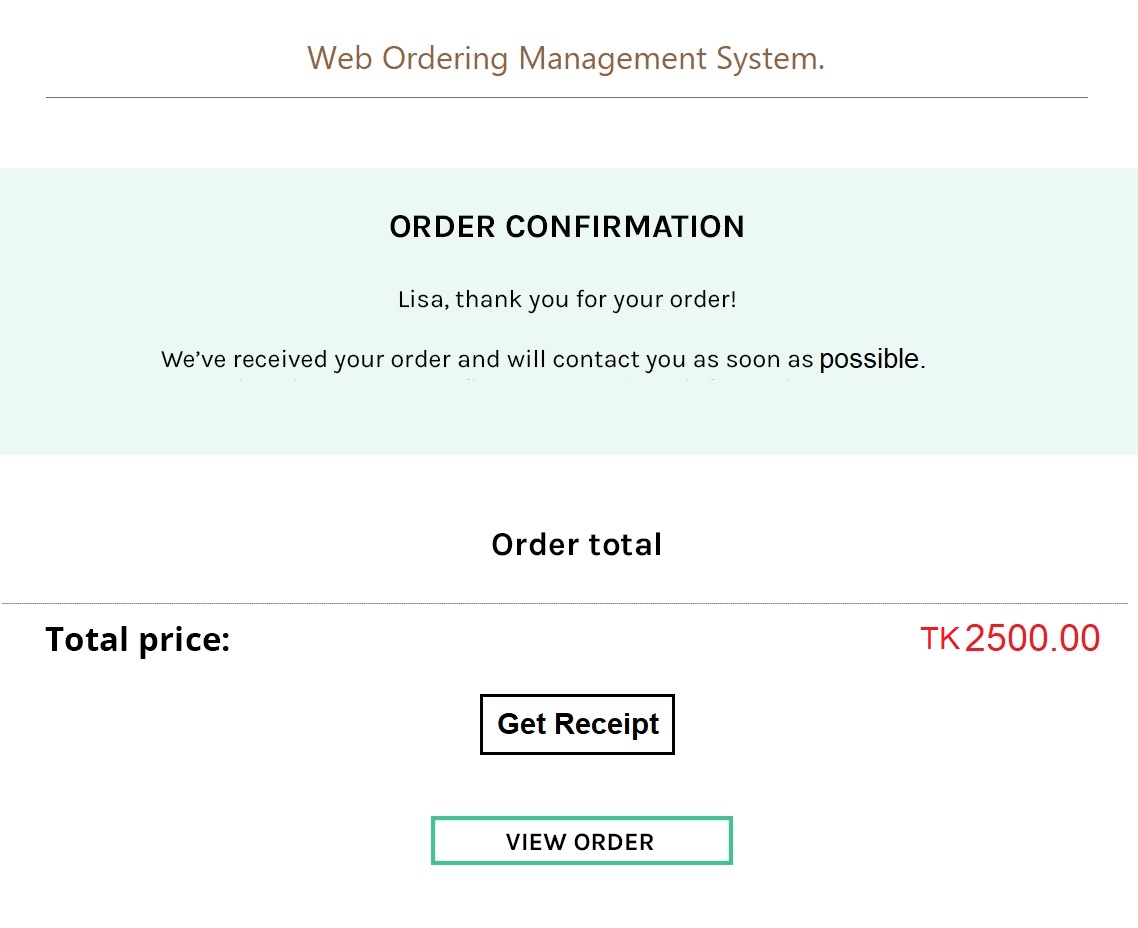 Web Ordering Management System.
ORDER CONFIRMATION
Lisa, thank you for your order!
We’ve received your order and will contact you as soon as possible.
Order total
Total price: TK 2500.00
Get Receipt
VIEW ORDER